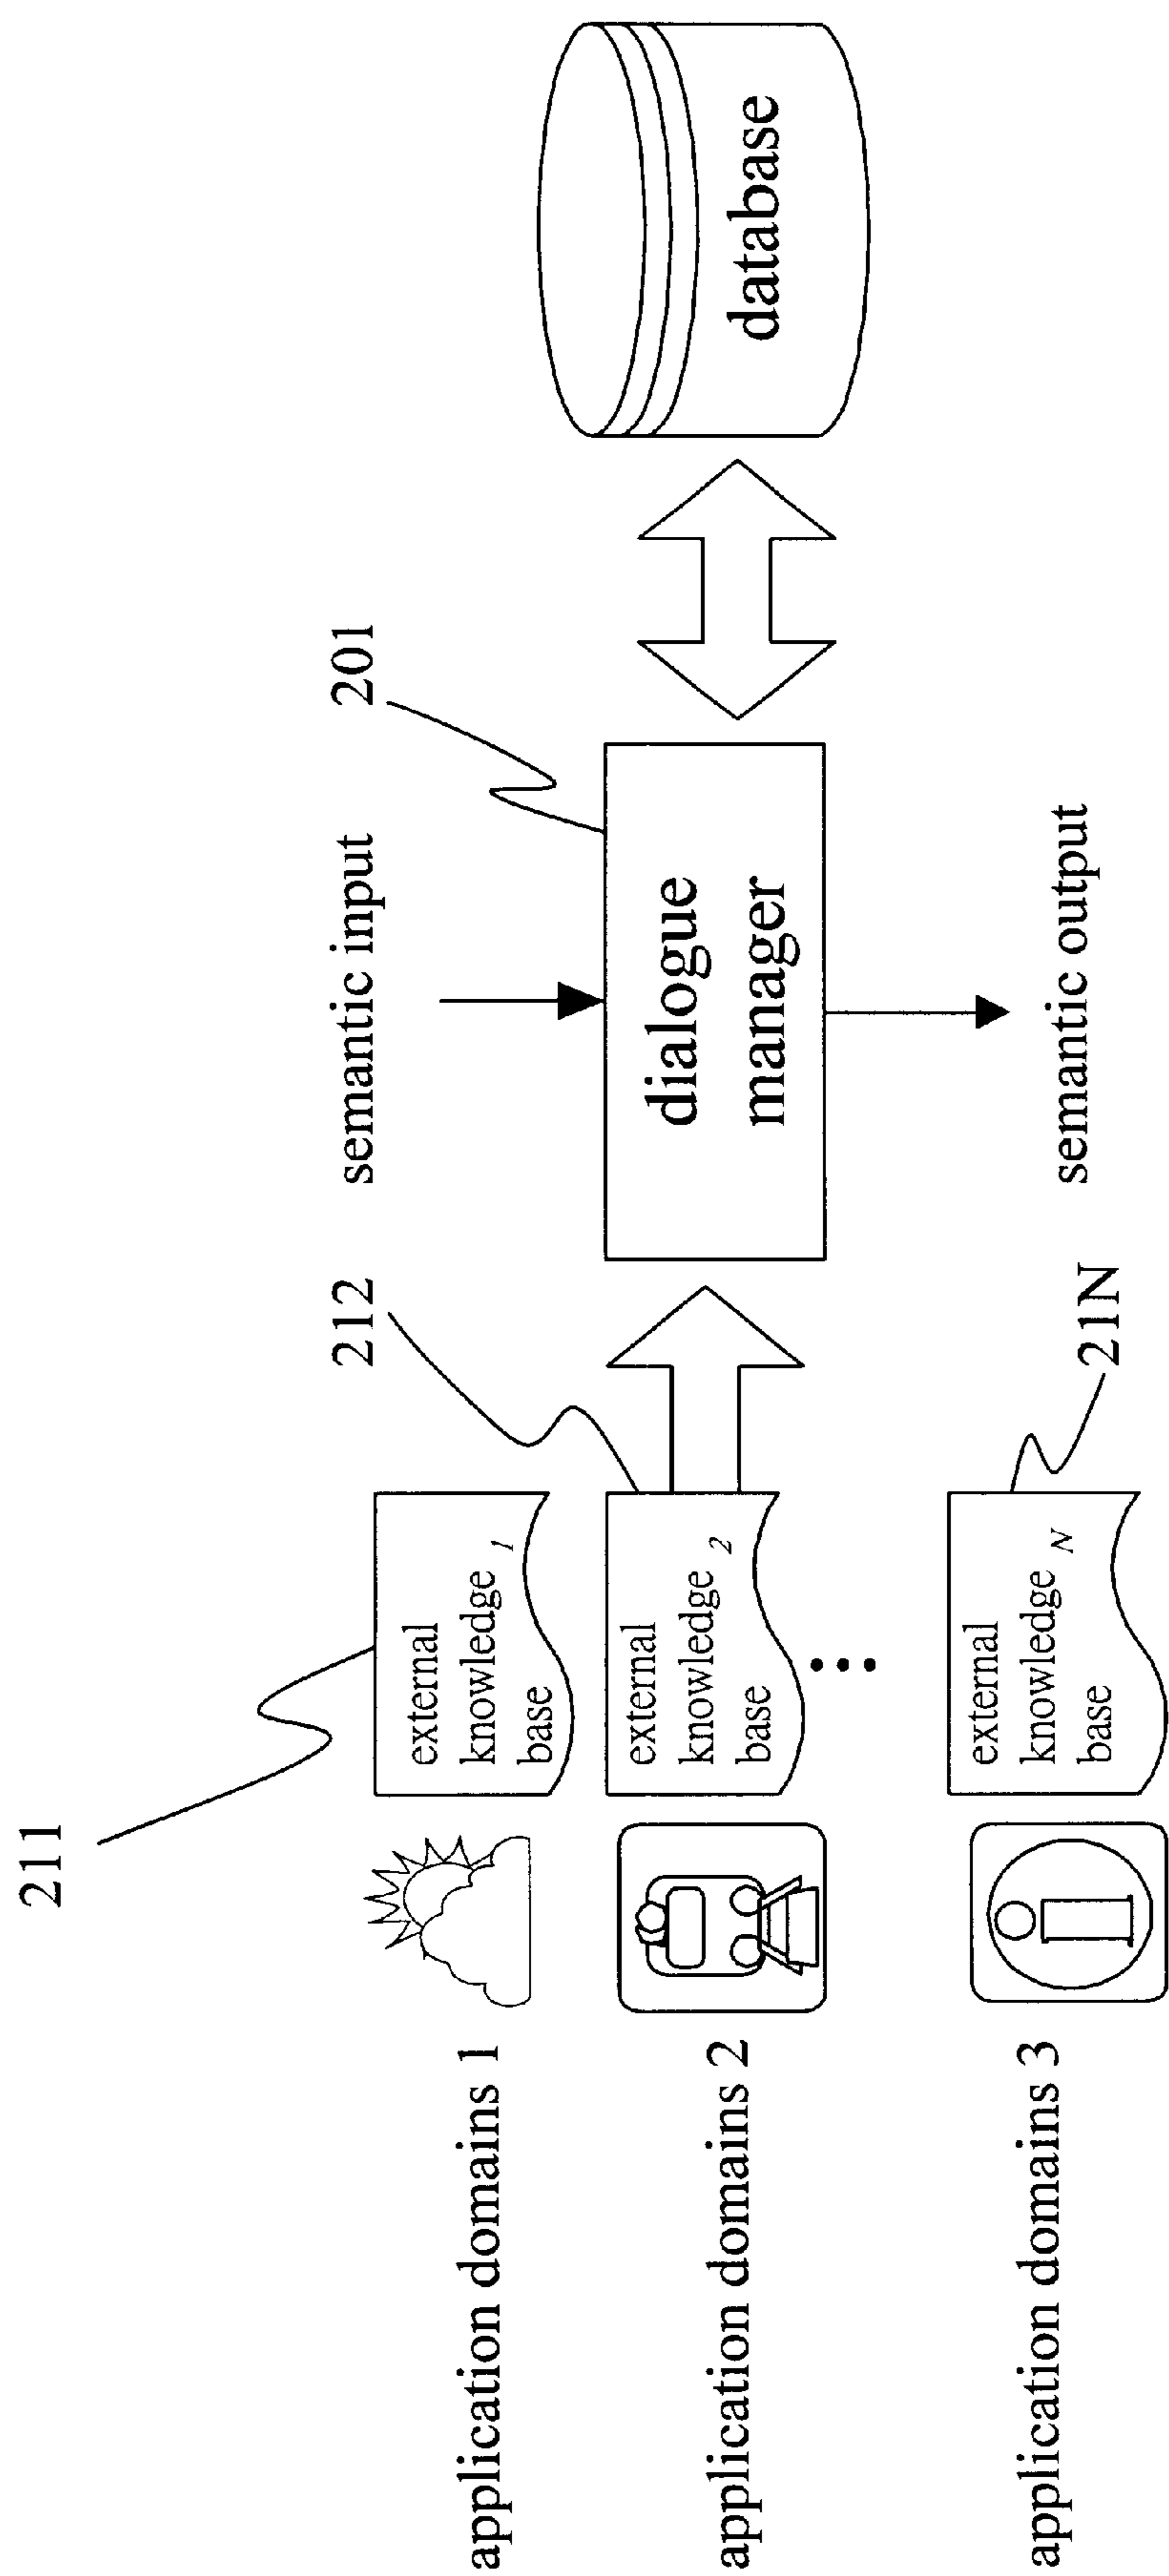 211
application domains 1
external
knowledge 1
base
212
application domains 2
external
knowledge 2
base
application domains 3
external
knowledge N
base
21N
semantic input
201
dialogue
manager
semantic output
database